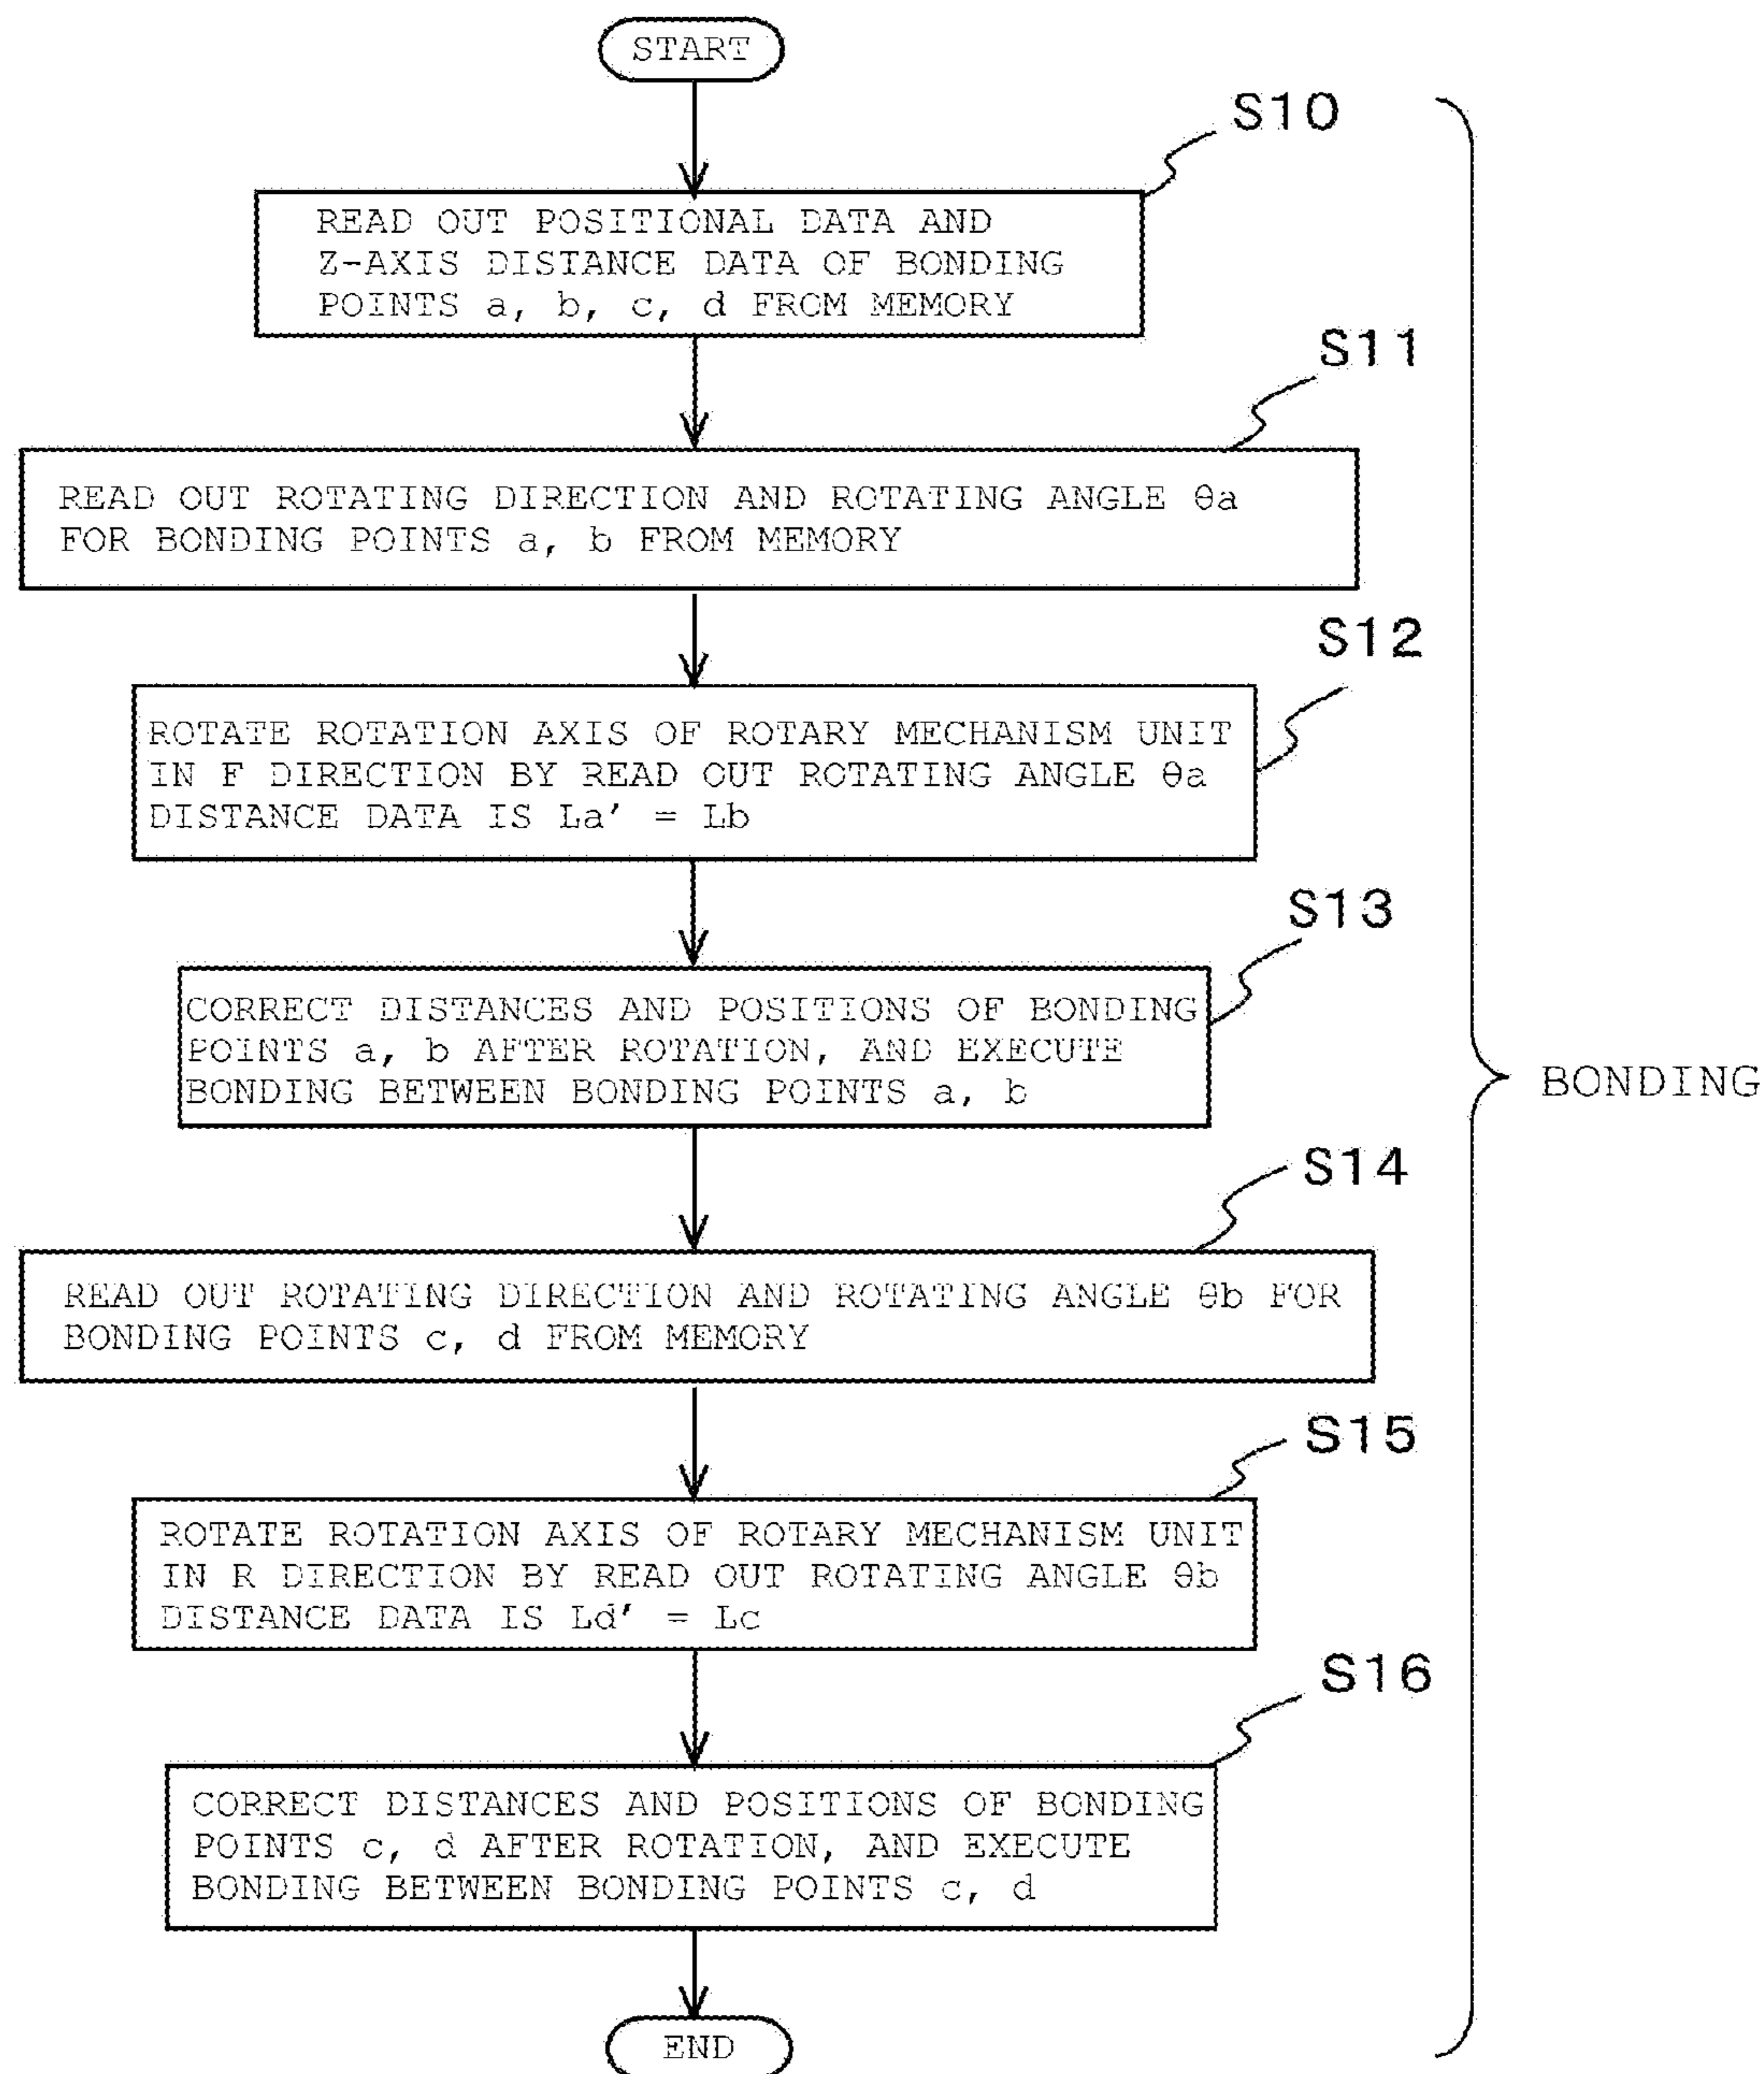 START
S10
READ OUT POSITIONAL DATA AND
Z-AXIS DISTANCE DATA OF BONDING
POINTS a, b, c, d FROM MEMORY
S11
READ OUT ROTATING DIRECTION AND ROTATING ANGLE θa
FOR BONDING POINTS a, b FROM MEMORY
S12
ROTATE ROTATION AXIS OF ROTARY MECHANISM UNIT
IN F DIRECTION BY READ OUT ROTATING ANGLE θa
DISTANCE DATA IS La' = Lb
S13
CORRECT DISTANCES AND POSITIONS OF BONDING
POINTS a, b AFTER ROTATION, AND EXECUTE
BONDING BETWEEN BONDING POINTS a, b
BONDING
S14
READ OUT ROTATING DIRECTION AND ROTATING ANGLE θb FOR
BONDING POINTS c, d FROM MEMORY
S15
ROTATE ROTATION AXIS OF ROTARY MECHANISM UNIT
IN R DIRECTION BY READ OUT ROTATING ANGLE θb
DISTANCE DATA IS Ld' = Lc
S16
CORRECT DISTANCES AND POSITIONS OF BONDING
POINTS c, d AFTER ROTATION, AND EXECUTE
BONDING BETWEEN BONDING POINTS c, d
END